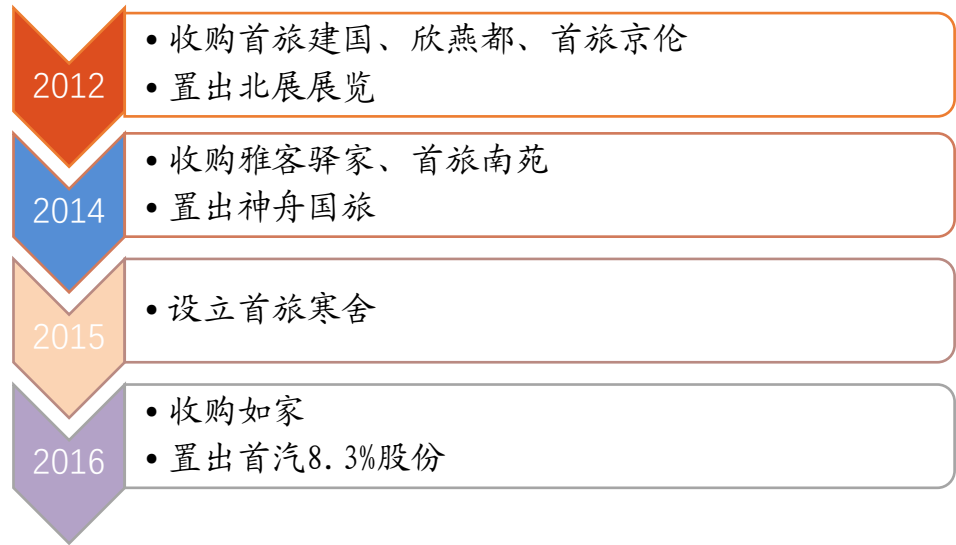 2012
• 收购首旅建国、欣燕都、首旅京伦
• 置出北展展览
2014
• 收购雅客驿家、首旅南苑
• 置出神舟国旅
2015
• 设立首旅寒舍
2016
• 收购如家
• 置出首汽8.3%股份